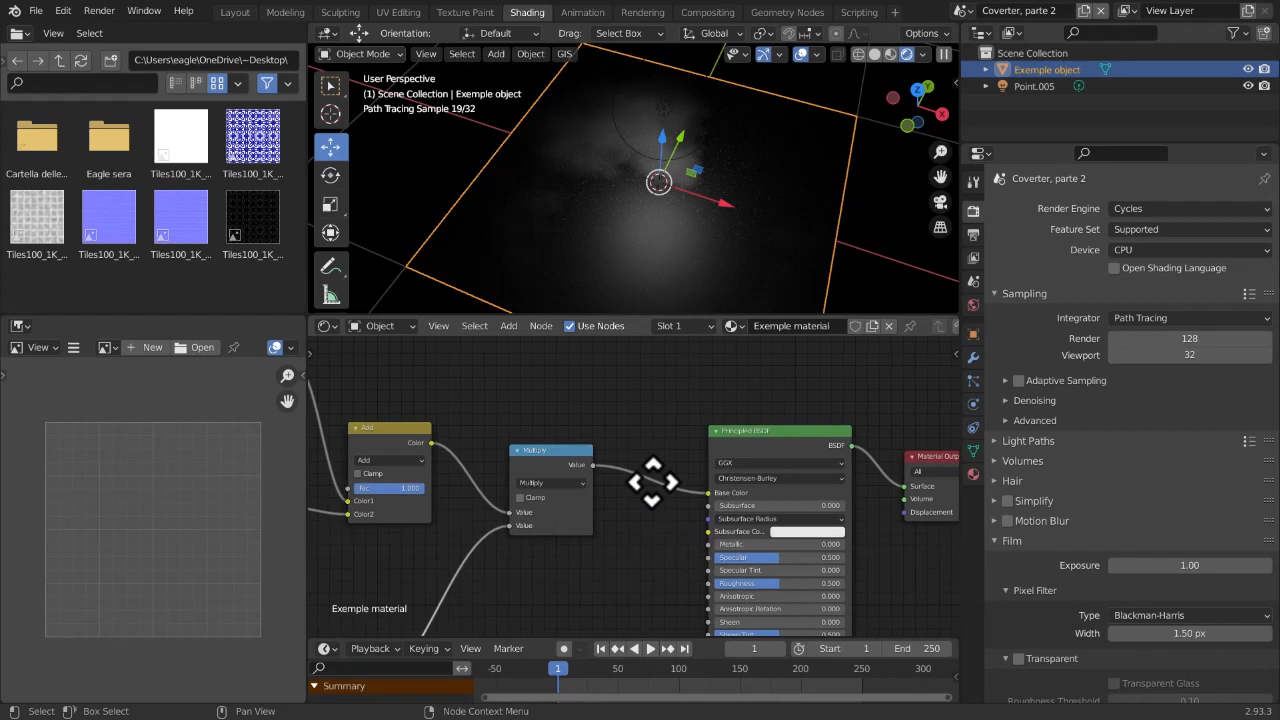 File Edit Render Window Help Layout Modeling Sculpting UV Editing Texture Paint Shading Animation Rendering Compositing Geometry Nodes Scripting + Coverter, parte 2 View Layer
View Select Orientation: Default Drag: Select Box Global Options
C:\Users\eagle\OneDrive\~Desktop\
Object Mode View Select Add Object GIS
User Perspective
(1) Scene Collection | Exemple object
Path Tracing Sample 19/32
Z
Y
X
Cartella delle... Eagle sera Tiles100_1K_... Tiles100_1K_...
Tiles100_1K_... Tiles100_1K_... Tiles100_1K_... Tiles100_1K_...
View New Open
Object View Select Add Node Use Nodes Slot 1 Exemple material
Add
Color
Add
Clamp
Fac 1.000
Color1
Color2
Multiply
Value
Multiply
Clamp
Value
Value
Principled BSDF
BSDF
GGX
Christensen-Burley
Base Color
Subsurface 0.000
Subsurface Radius
Subsurface Co...
Metallic 0.000
Specular 0.500
Specular Tint 0.000
Roughness 0.500
Anisotropic 0.000
Anisotropic Rotation 0.000
Sheen 0.000
Sheen Tint 0.500
Material Outp
All
Surface
Volume
Displacement
Exemple material
Playback Keying View Marker 1 Start 1 End 250
-50 1 50 100 150 200 250 300
Summary
Scene Collection
Exemple object
Point.005
Coverter, parte 2
Render Engine Cycles
Feature Set Supported
Device CPU
Open Shading Language
Sampling
Integrator Path Tracing
Render 128
Viewport 32
Adaptive Sampling
Denoising
Advanced
Light Paths
Volumes
Hair
Simplify
Motion Blur
Film
Exposure 1.00
Pixel Filter
Type Blackman-Harris
Width 1.50 px
Transparent
Transparent Glass
Roughness Threshold 0.10
Select Box Select Pan View Node Context Menu 2.93.3